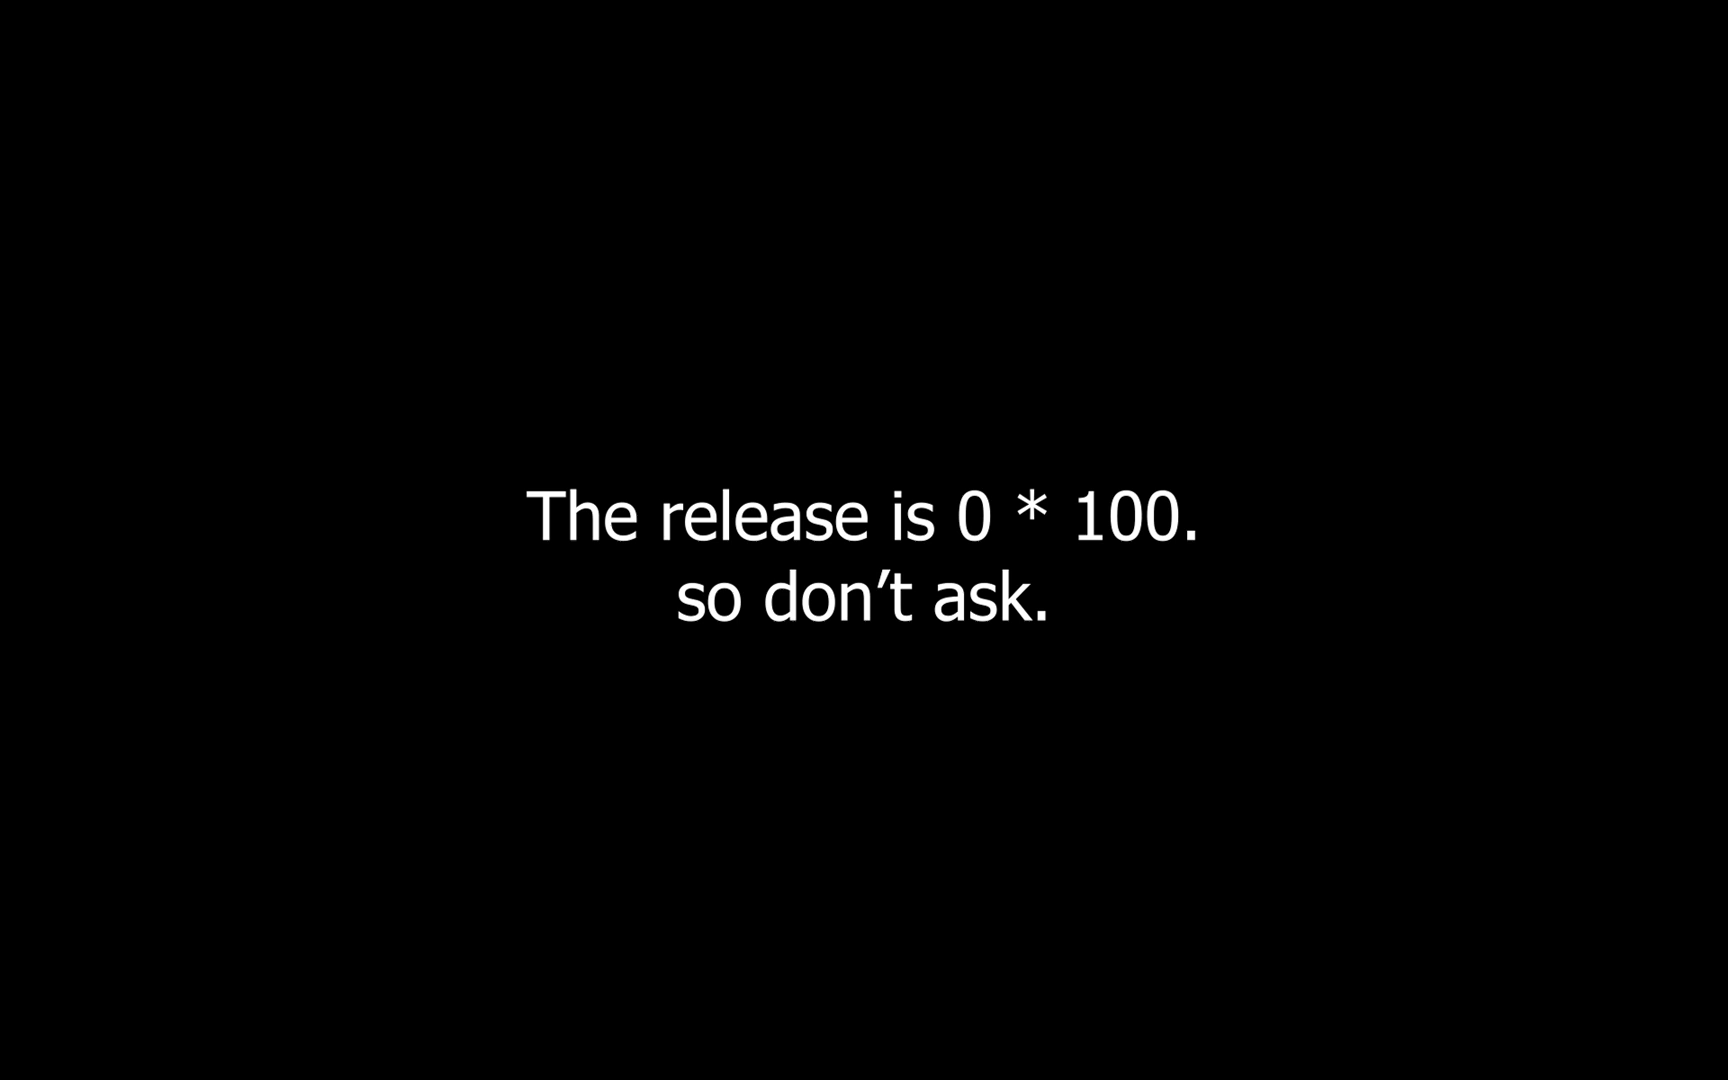 The release is 0 * 100.
so don’t ask.